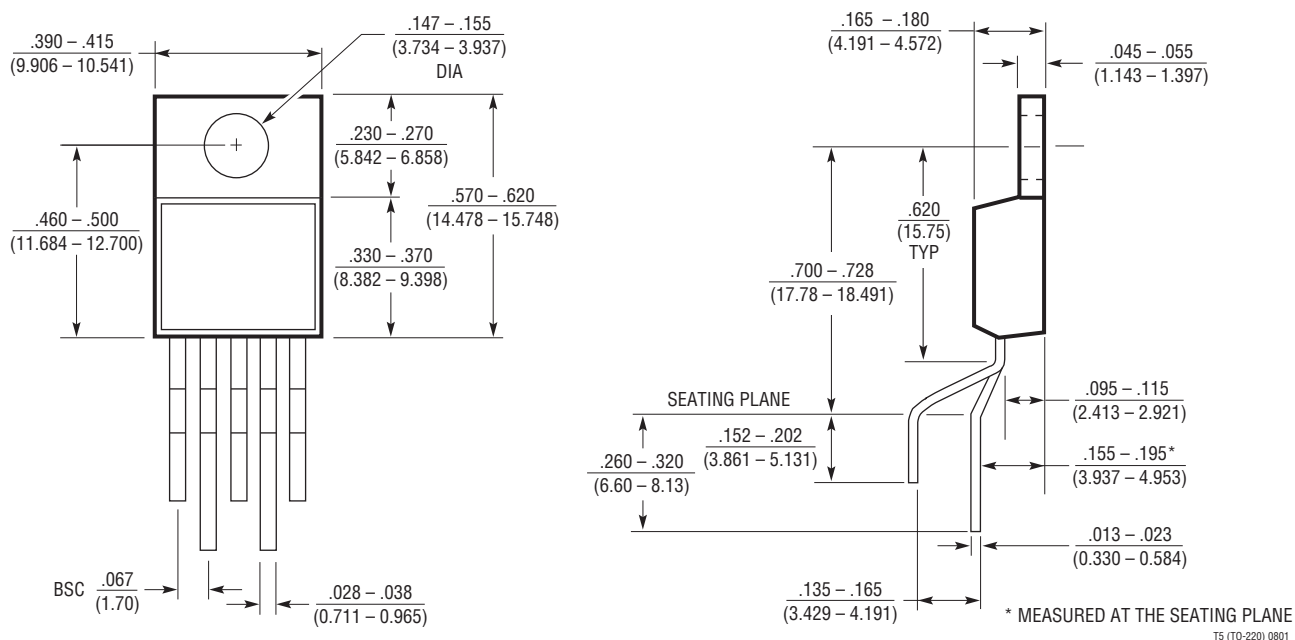 .390 – .415
(9.906 – 10.541)
.147 – .155
(3.734 – 3.937)
DIA
.230 – .270
(5.842 – 6.858)
.570 – .620
(14.478 – 15.748)
.460 – .500
(11.684 – 12.700)
.330 – .370
(8.382 – 9.398)
BSC
.067
(1.70)
.028 – .038
(0.711 – 0.965)
.165 – .180
(4.191 – 4.572)
.045 – .055
(1.143 – 1.397)
.620
(15.75)
TYP
.700 – .728
(17.78 – 18.491)
SEATING PLANE
.095 – .115
(2.413 – 2.921)
.152 – .202
(3.861 – 5.131)
.260 – .320
(6.60 – 8.13)
.155 – .195*
(3.937 – 4.953)
.013 – .023
(0.330 – 0.584)
.135 – .165
(3.429 – 4.191)
* MEASURED AT THE SEATING PLANE
T5 (TO-220) 0801